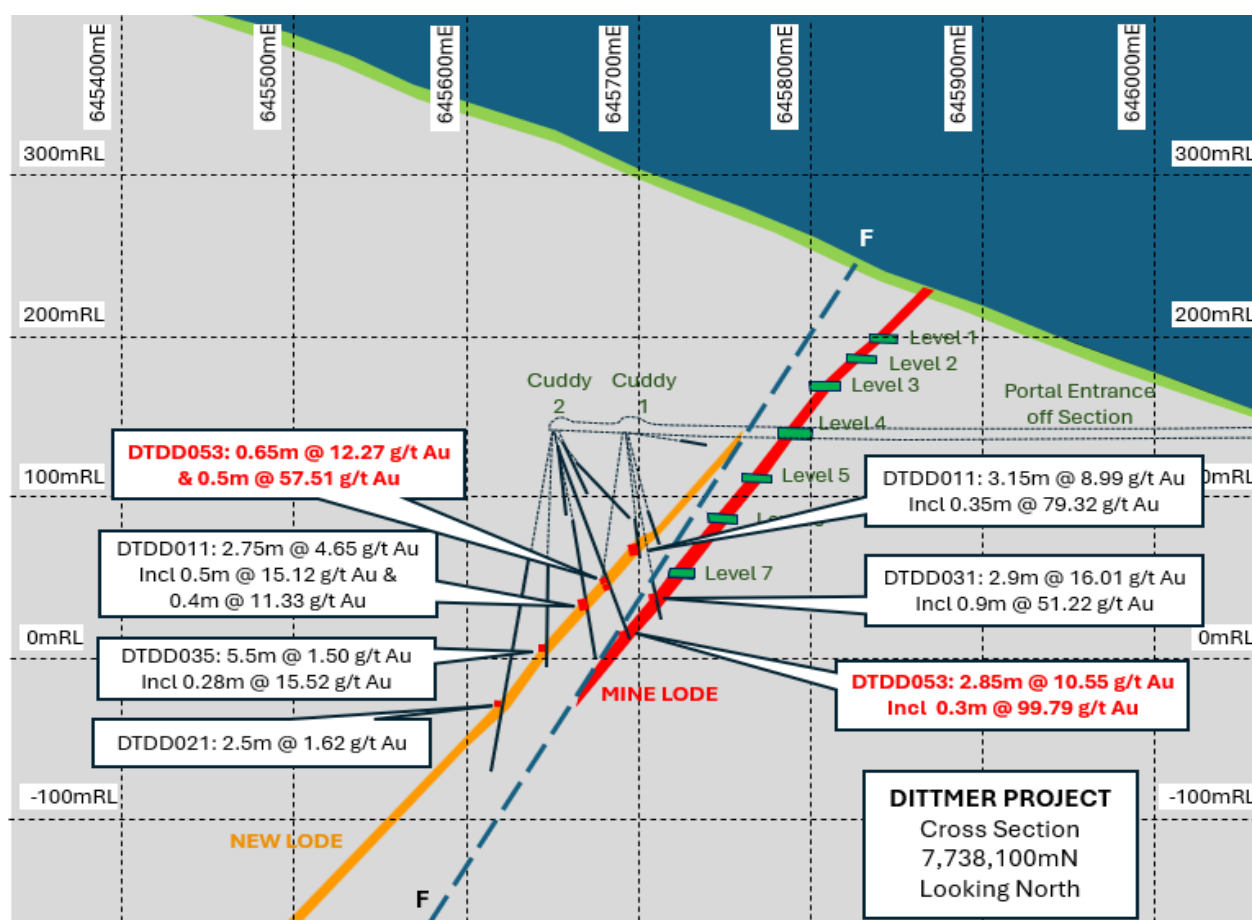 645400mE
645500mE
645600mE
645700mE
645800mE
645900mE
646000mE
300mRL
300mRL
F
200mRL
200mRL
Level 1
Level 2
Level 3
Cuddy
2
Cuddy
1
Portal Entrance
off Section
Level 4
DTDD053: 0.65m @ 12.27 g/t Au
& 0.5m @ 57.51 g/t Au
100mRL
Level 5
DTDD011: 3.15m @ 8.99 g/t Au
Incl 0.35m @ 79.32 g/t Au
0mRL
DTDD011: 2.75m @ 4.65 g/t Au
Incl 0.5m @ 15.12 g/t Au &
0.4m @ 11.33 g/t Au
Level 7
DTDD031: 2.9m @ 16.01 g/t Au
Incl 0.9m @ 51.22 g/t Au
0mRL
0mRL
DTDD035: 5.5m @ 1.50 g/t Au
Incl 0.28m @ 15.52 g/t Au
MINE LODE
DTDD053: 2.85m @ 10.55 g/t Au
Incl 0.3m @ 99.79 g/t Au
DTDD021: 2.5m @ 1.62 g/t Au
-100mRL
-100mRL
NEW LODE
F
DITTMER PROJECT
Cross Section
7,738,100mN
Looking North